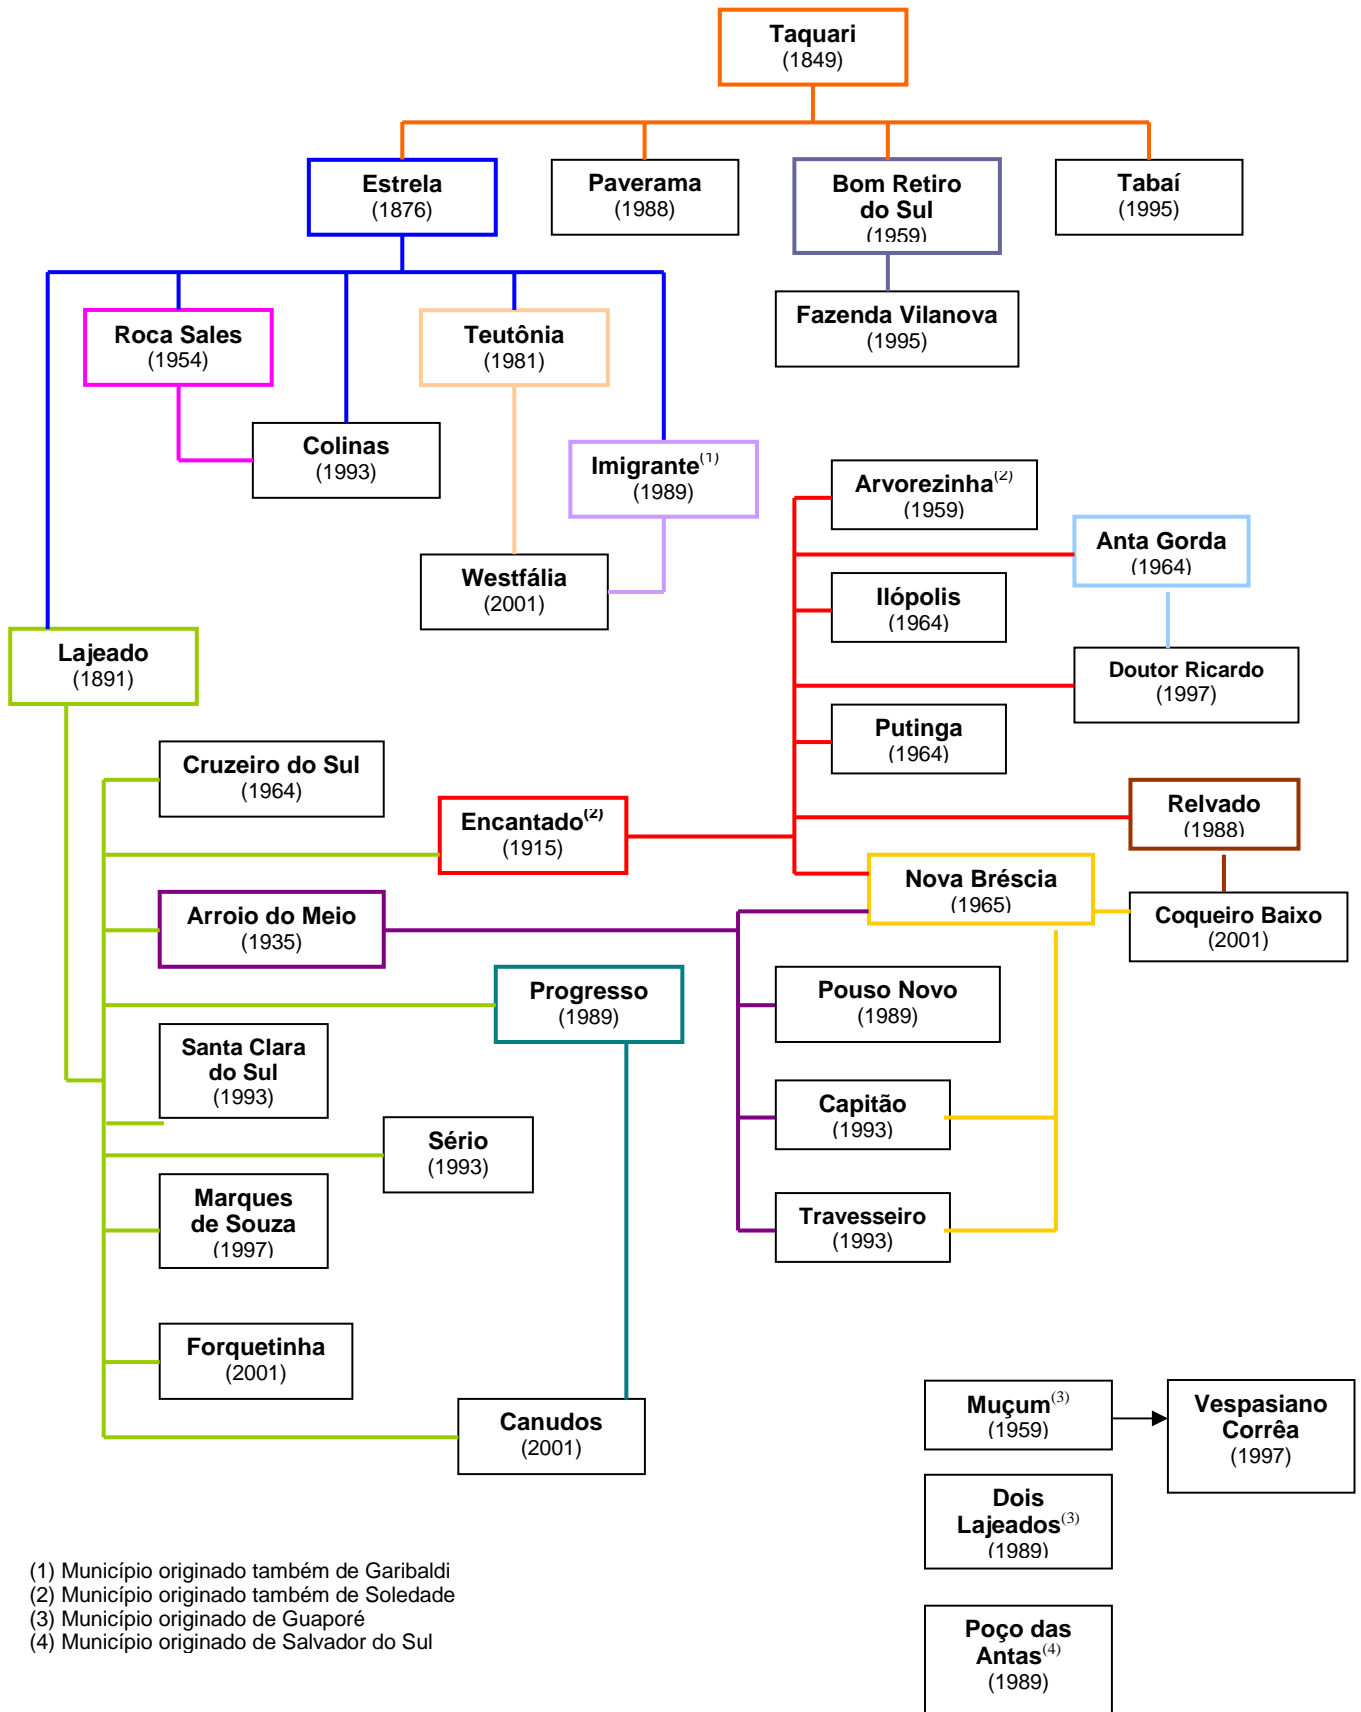 Taquari
(1849)
Estrela
(1876)
Paverama
(1988)
Bom Retiro
do Sul
(1959)
Tabaí
(1995)
Fazenda Vilanova
(1995)
Roca Sales
(1954)
Teutônia
(1981)
Colinas
(1993)
Imigrante(1)
(1989)
Westfália
(2001)
Arvorezinha(2)
(1959)
Anta Gorda
(1964)
Ilópolis
(1964)
Doutor Ricardo
(1997)
Putinga
(1964)
Lajeado
(1891)
Cruzeiro do Sul
(1964)
Encantado(2)
(1915)
Relvado
(1988)
Nova Bréscia
(1965)
Coqueiro Baixo
(2001)
Arroio do Meio
(1935)
Progresso
(1989)
Pouso Novo
(1989)
Santa Clara
do Sul
(1993)
Capitão
(1993)
Sério
(1993)
Marques
de Souza
(1997)
Travesseiro
(1993)
Forquetinha
(2001)
Canudos
(2001)
Muçum(3)
(1959)
Vespasiano
Corrêa
(1997)
Dois
Lajeados(3)
(1989)
Poço das
Antas(4)
(1989)
(1) Município originado também de Garibaldi
(2) Município originado também de Soledade
(3) Município originado de Guaporé
(4) Município originado de Salvador do Sul